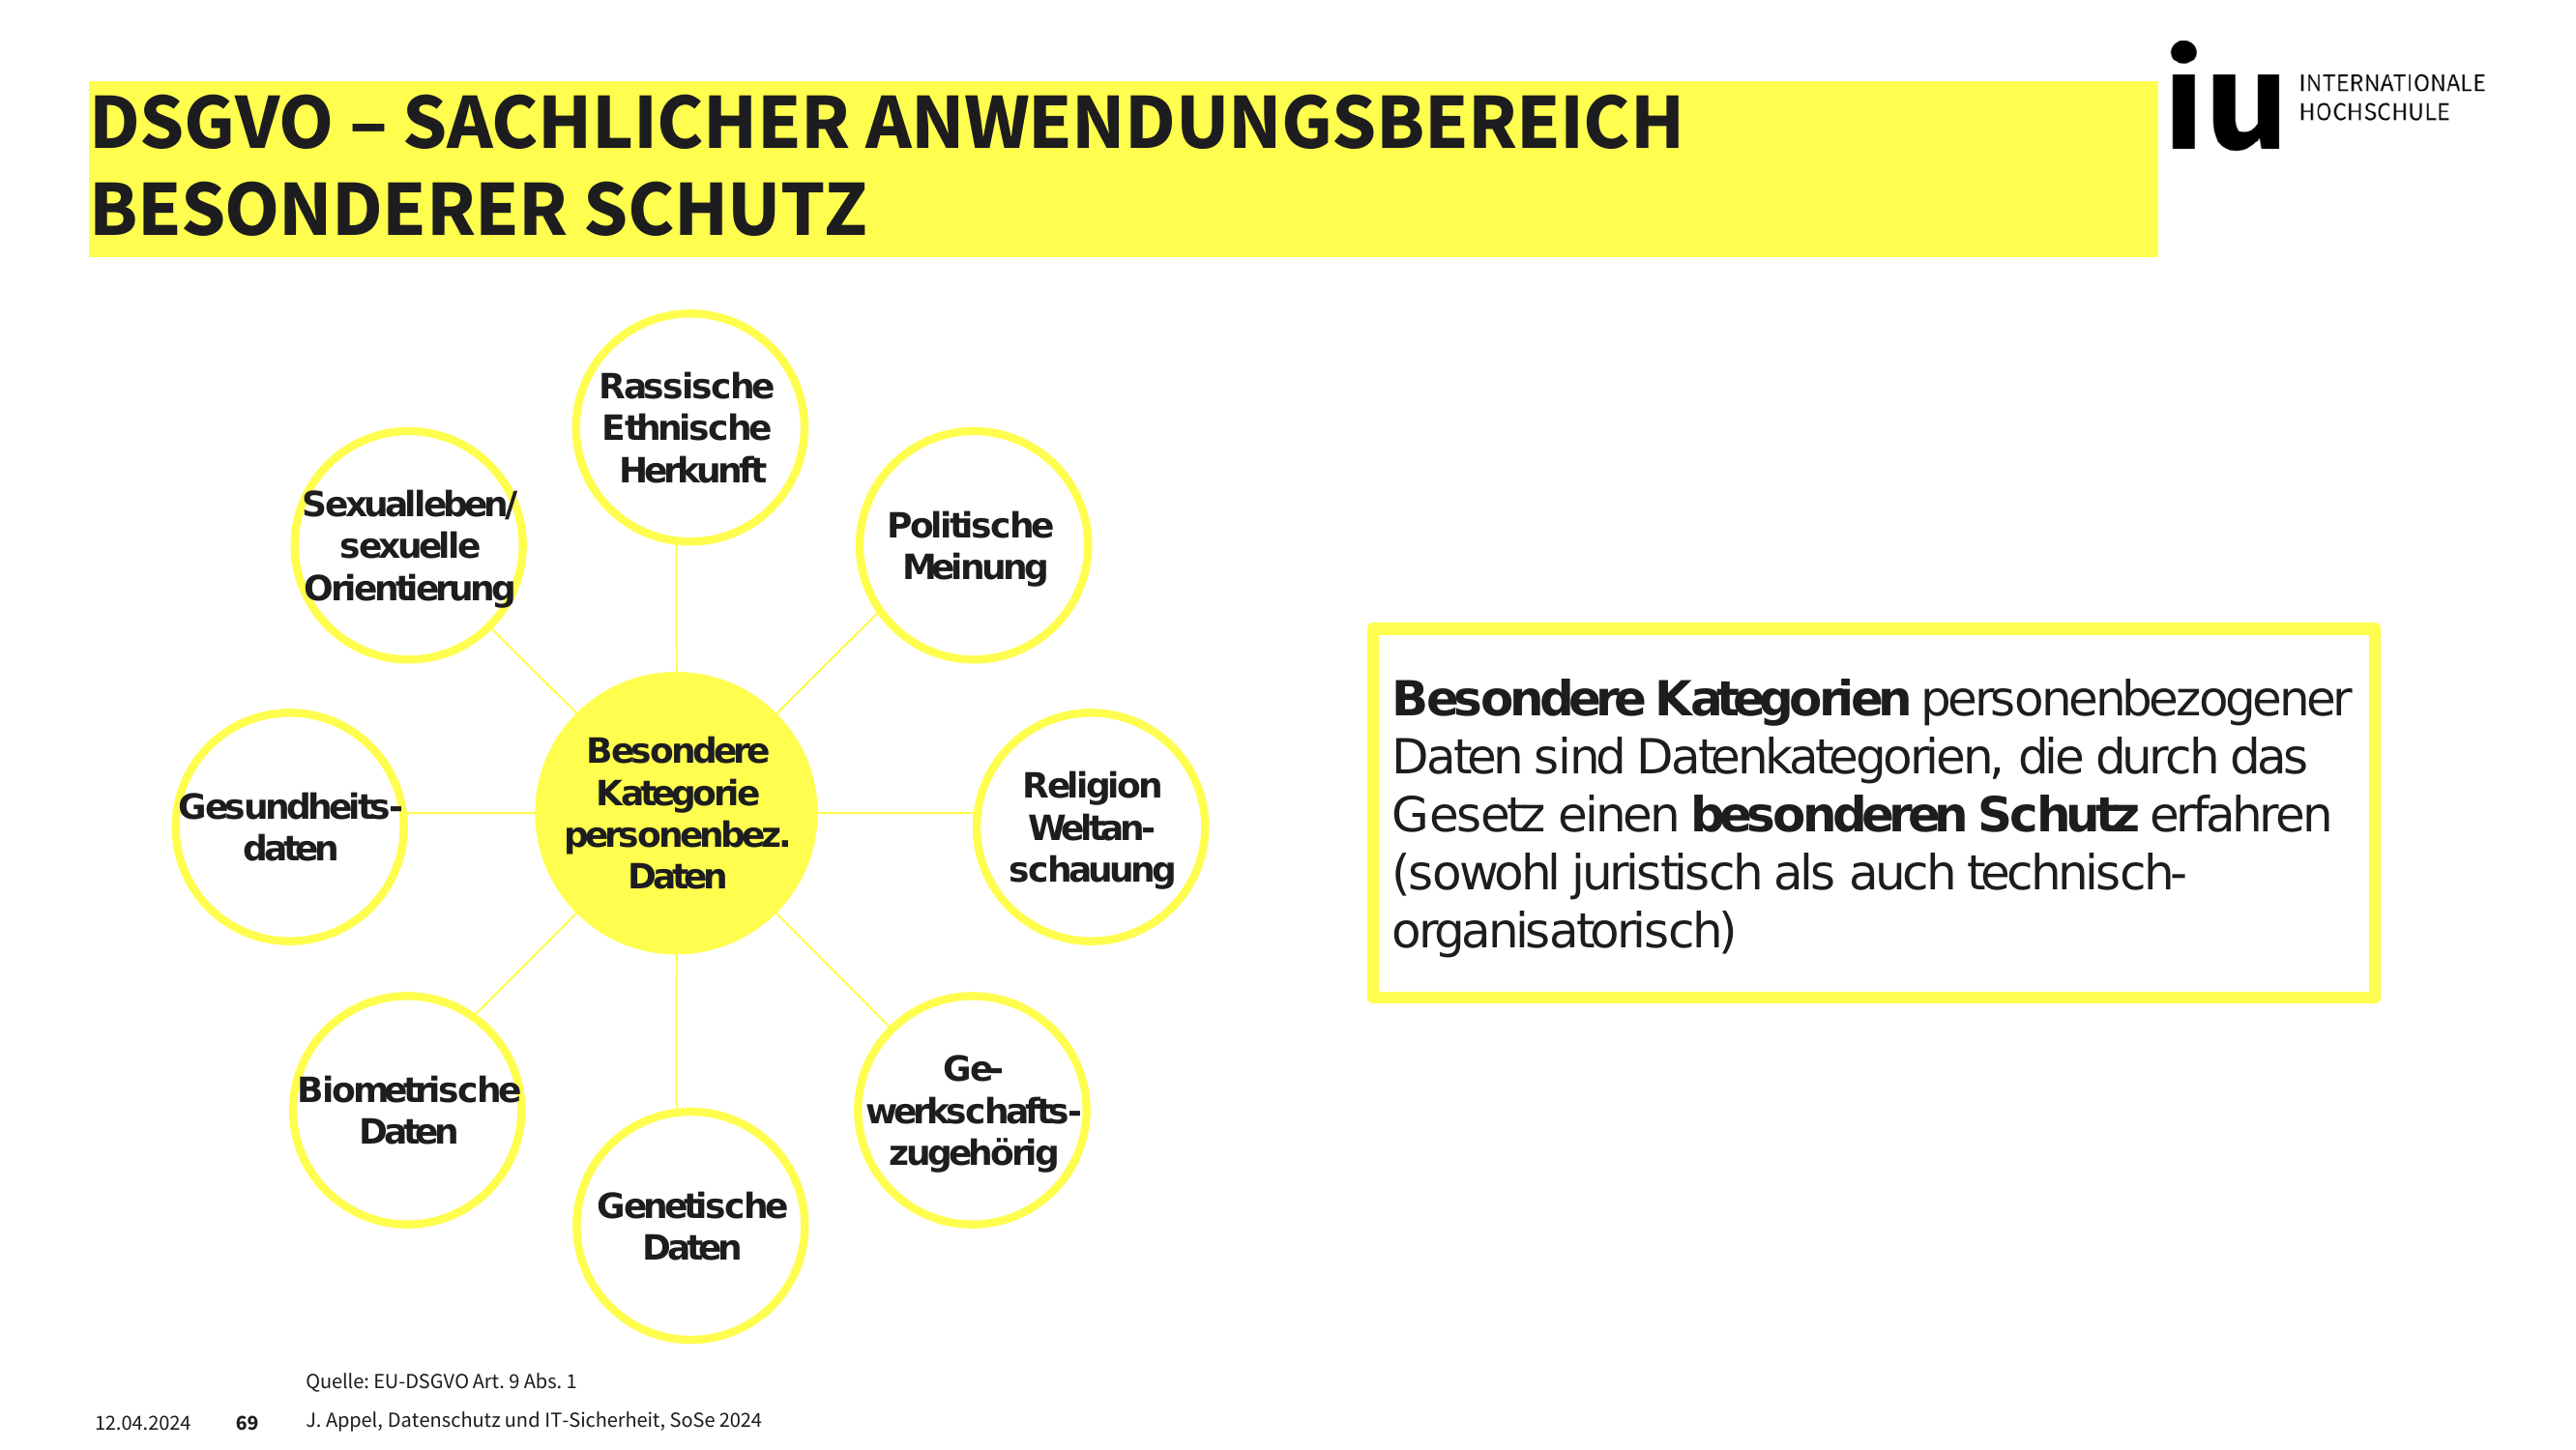 DSGVO – SACHLICHER ANWENDUNGSBEREICH
BESONDERER SCHUTZ
iu INTERNATIONALE
HOCHSCHULE
Rassische
Ethnische
Herkunft
Politische
Meinung
Religion
Weltan-
schauung
Ge-
werkschafts-
zugehörig
Genetische
Daten
Biometrische
Daten
Gesundheits-
daten
Sexualleben/
sexuelle
Orientierung
Besondere
Kategorie
personenbez.
Daten
Besondere Kategorien personenbezogener
Daten sind Datenkategorien, die durch das
Gesetz einen besonderen Schutz erfahren
(sowohl juristisch als auch technisch-
organisatorisch)
Quelle: EU-DSGVO Art. 9 Abs. 1
12.04.2024 69 J. Appel, Datenschutz und IT-Sicherheit, SoSe 2024